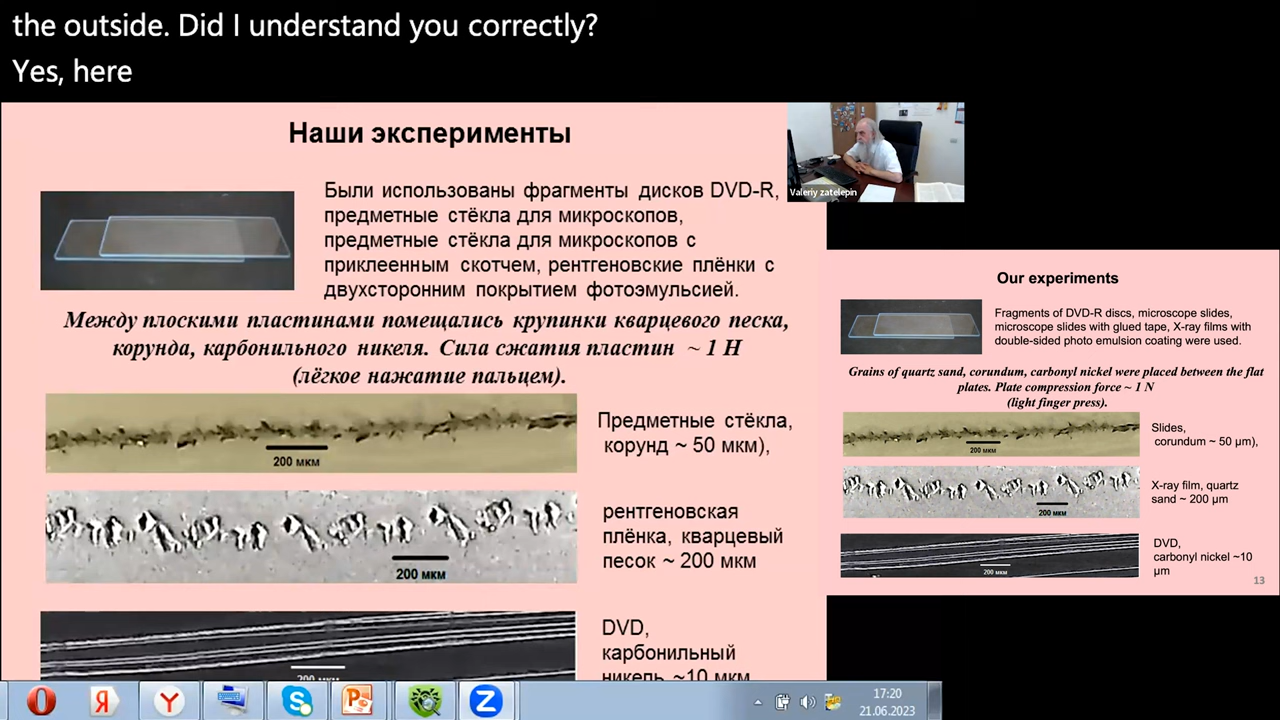 the outside. Did I understand you correctly?
Yes, here
Наши эксперименты
Были использованы фрагменты дисков DVD-R,
предметные стёкла для микроскопов,
предметные стёкла для микроскопов с
приклеенным скотчем, рентгеновские плёнки с
двухсторонним покрытием фотоэмульсией.
Между плоскими пластинами помещались крупинки кварцевого песка,
корунда, карбонильного никеля. Сила сжатия пластин ~ 1 Н
(лёгкое нажатие пальцем).
200 мкм
Предметные стёкла,
корунд ~ 50 мкм),
200 мкм
рентгеновская
плёнка, кварцевый
песок ~ 200 мкм
DVD,
карбонильный
никель ~10 мкм
200 мкм
Valeriy zatelepin
Our experiments
Fragments of DVD-R discs, microscope slides,
microscope slides with glued tape, X-ray films with
double-sided photo emulsion coating were used.
Grains of quartz sand, corundum, carbonyl nickel were placed between the flat
plates. Plate compression force ~ 1 N
(light finger press).
200 мкм
Slides,
corundum ~ 50 µm),
200 мкм
X-ray film, quartz
sand ~ 200 µm
200 мкм
DVD,
carbonyl nickel ~10
µm
13
17:20
21.06.2023